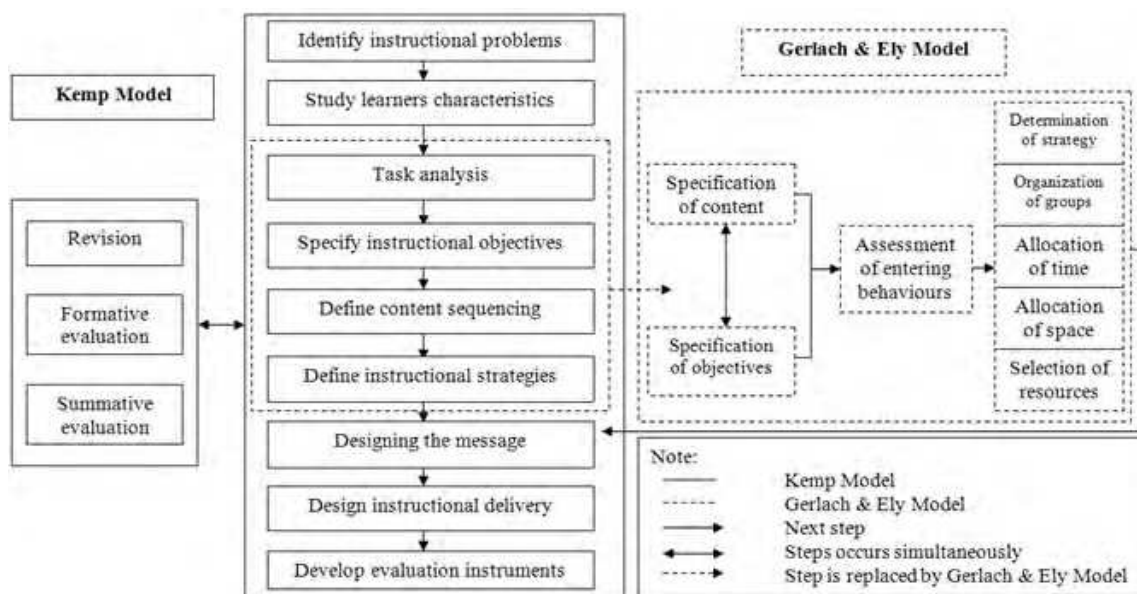 Kemp Model
Revision
Formative
evaluation
Summative
evaluation
Identify instructional problems
Study learners characteristics
Task analysis
Specify instructional objectives
Define content sequencing
Define instructional strategies
Designing the message
Design instructional delivery
Develop evaluation instruments
Gerlach & Ely Model
Specification
of content
Specification
of objectives
Assessment
of entering
behaviours
Determination
of strategy
Organization
of groups
Allocation
of time
Allocation
of space
Selection of
resources
Note:
Kemp Model
Gerlach & Ely Model
Next step
Steps occurs simultaneously
Step is replaced by Gerlach & Ely Model